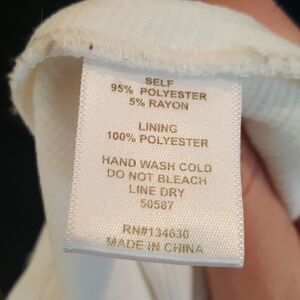 SELF
95% POLYESTER
5% RAYON
LINING
100% POLYESTER
HAND WASH COLD
DO NOT BLEACH
LINE DRY
50587
RN#134630
MADE IN CHINA